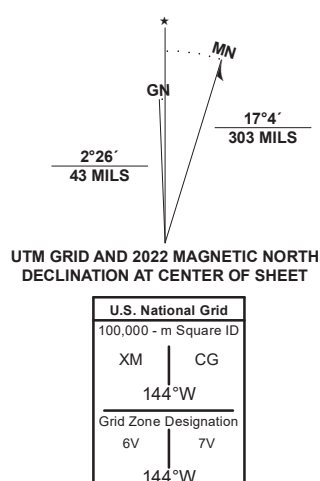 ★
MN
GN
17°4´
303 MILS
2°26´
43 MILS
UTM GRID AND 2022 MAGNETIC NORTH
DECLINATION AT CENTER OF SHEET
U.S. National Grid
100,000 - m Square ID
XM CG
144°W
Grid Zone Designation
6V 7V
144°W